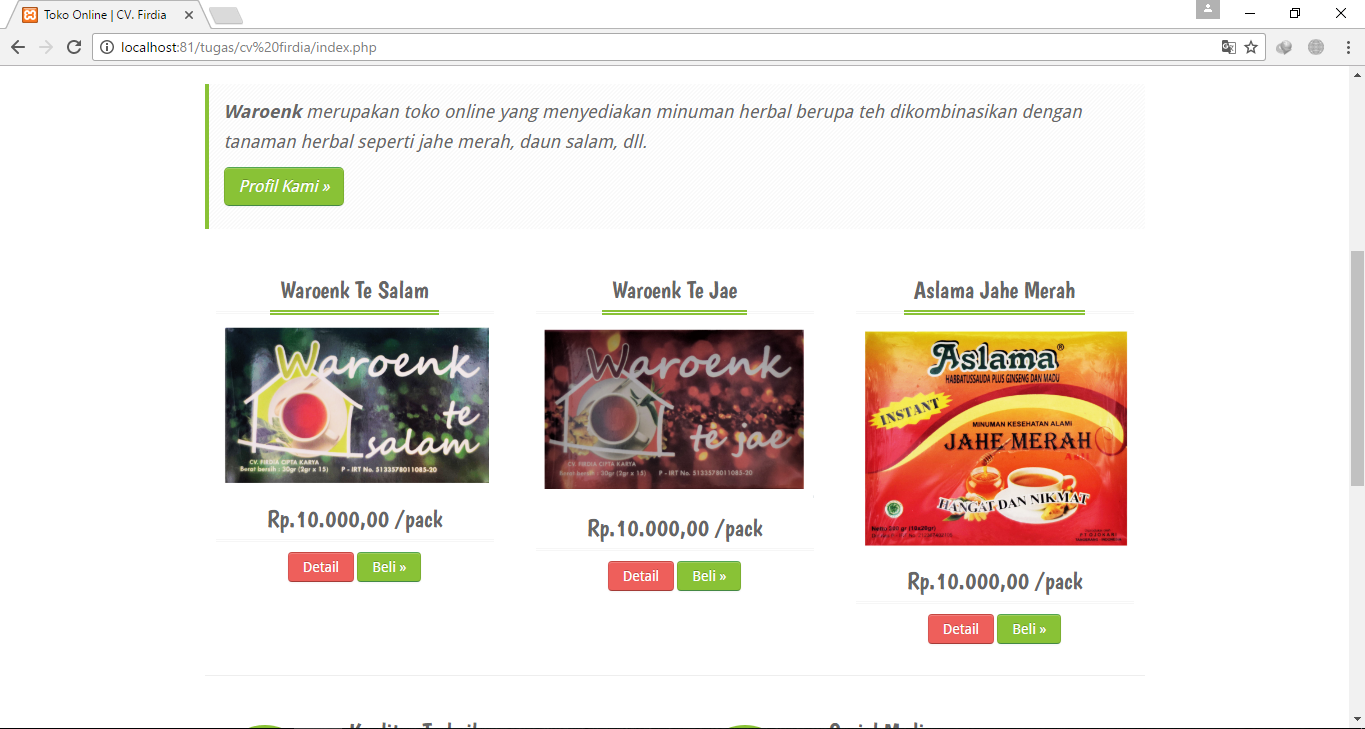 Toko Online | CV. Firdia
localhost:81/tugas/cv%20firdia/index.php
Waroenk merupakan toko online yang menyediakan minuman herbal berupa teh dikombinasikan dengan
tanaman herbal seperti jahe merah, daun salam, dll.
Profil Kami »
Waroenk Te Salam
Waroenk
te
salam
CV. FIRDIA CIPTA KARYA
Berat bersih : 30gr (2gr x 15) P - IRT No. 5133578011085-20
Rp.10.000,00 /pack
Detail Beli »
Waroenk Te Jae
Waroenk
te jae
CV. FIRDIA CIPTA KARYA
Berat bersih : 30gr (2gr x 15) P - IRT No. 5133578011085-20
Rp.10.000,00 /pack
Detail Beli »
Aslama Jahe Merah
Aslama®
HABBATUSSAUDA PLUS GINSENG DAN MADU
INSTANT
MINUMAN KESEHATAN ALAMI
JAHE MERAH
HANGAT DAN NIKMAT
Rp.10.000,00 /pack
Detail Beli »